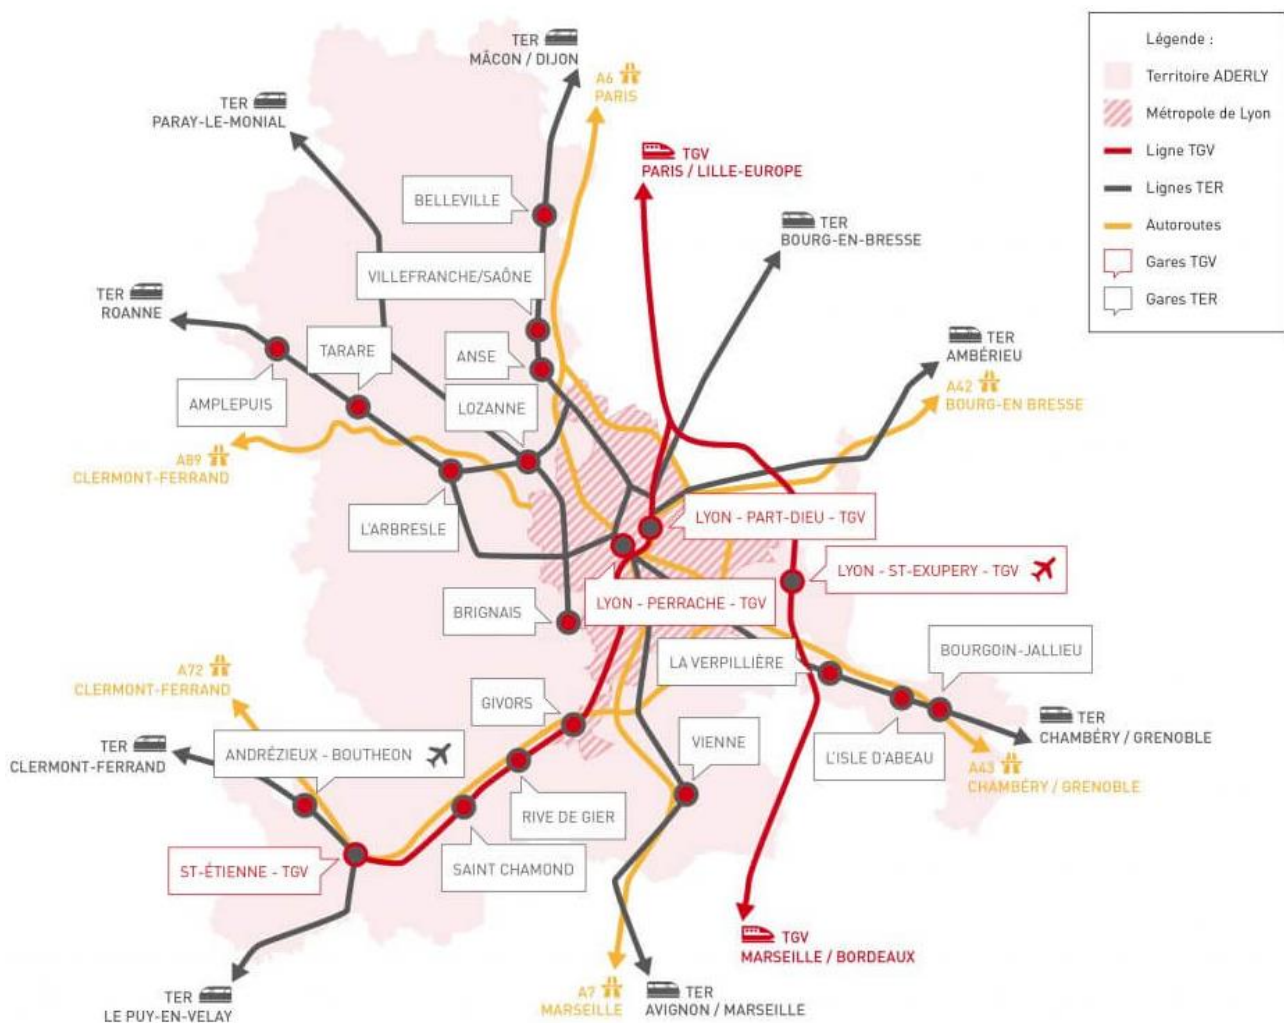 Légende :
Territoire ADERLY
Métropole de Lyon
Ligne TGV
Lignes TER
Autoroutes
Gares TGV
Gares TER
TER
MÂCON / DIJON
A6
PARIS
TER
PARAY-LE-MONIAL
TGV
PARIS / LILLE-EUROPE
BELLEVILLE
TER
BOURG-EN-BRESSE
VILLEFRANCHE/SAÔNE
TER
ROANNE
TARARE
ANSE
TER
AMBÉRIEU
A42
BOURG-EN BRESSE
AMPLEPUIS
LOZANNE
A89
CLERMONT-FERRAND
L'ARBRESLE
LYON - PART-DIEU - TGV
LYON - ST-EXUPERY - TGV
LYON - PERRACHE - TGV
BRIGNAIS
LA VERPILLIÈRE
BOURGOIN-JALLIEU
A72
CLERMONT-FERRAND
GIVORS
TER
CLERMONT-FERRAND
ANDRÉZIEUX - BOUTHEON
VIENNE
L'ISLE D'ABEAU
TER
CHAMBÉRY / GRENOBLE
A43
CHAMBÉRY / GRENOBLE
RIVE DE GIER
ST-ÉTIENNE - TGV
SAINT CHAMOND
TGV
MARSEILLE / BORDEAUX
TER
LE PUY-EN-VELAY
A7
MARSEILLE
TER
AVIGNON / MARSEILLE